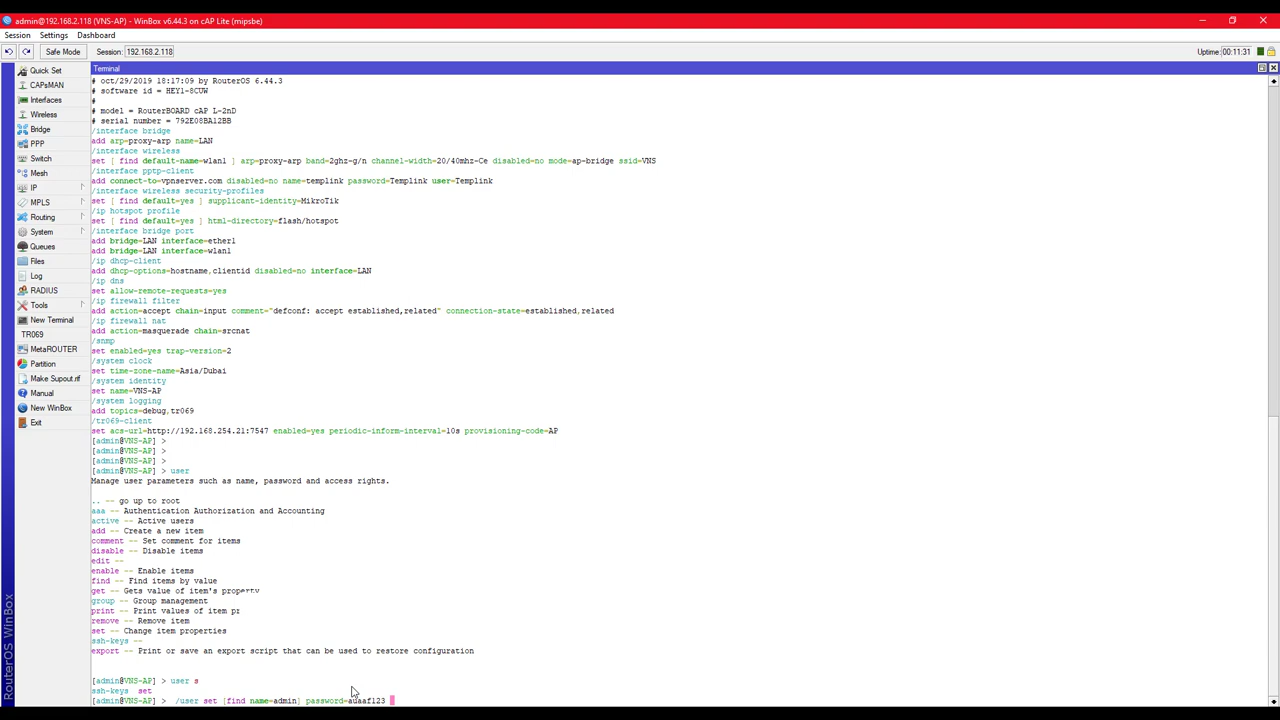 admin@192.168.2.118 (VNS-AP) - WinBox v6.44.3 on cAP Lite (mipsbe)
Session Settings Dashboard
Safe Mode Session: 192.168.2.118 Uptime: 00:11:31
Quick Set
CAPsMAN
Interfaces
Wireless
Bridge
PPP
Switch
Mesh
IP
MPLS
Routing
System
Queues
Files
Log
RADIUS
Tools
New Terminal
TR069
MetaROUTER
Partition
Make Supout.rif
Manual
New WinBox
Exit
RouterOS WinBox
Terminal
# oct/29/2019 18:17:09 by RouterOS 6.44.3
# software id = HEY1-8CUW
#
# model = RouterBOARD cAP L-2nD
# serial number = 792E08BA12BB
/interface bridge
add arp=proxy-arp name=LAN
/interface wireless
set [ find default-name=wlan1 ] arp=proxy-arp band=2ghz-g/n channel-width=20/40mhz-Ce disabled=no mode=ap-bridge ssid=VNS
/interface pptp-client
add connect-to=vpnserver.com disabled=no name=templink password=Templink user=Templink
/interface wireless security-profiles
set [ find default=yes ] supplicant-identity=MikroTik
/ip hotspot profile
set [ find default=yes ] html-directory=flash/hotspot
/interface bridge port
add bridge=LAN interface=ether1
add bridge=LAN interface=wlan1
/ip dhcp-client
add dhcp-options=hostname,clientid disabled=no interface=LAN
/ip dns
set allow-remote-requests=yes
/ip firewall filter
add action=accept chain=input comment="defconf: accept established,related" connection-state=established,related
/ip firewall nat
add action=masquerade chain=srcnat
/snmp
set enabled=yes trap-version=2
/system clock
set time-zone-name=Asia/Dubai
/system identity
set name=VNS-AP
/system logging
add topics=debug,tr069
/tr069-client
set acs-url=http://192.168.254.21:7547 enabled=yes periodic-inform-interval=10s provisioning-code=AP
[admin@VNS-AP] >
[admin@VNS-AP] >
[admin@VNS-AP] >
[admin@VNS-AP] > user
Manage user parameters such as name, password and access rights.
.. -- go up to root
aaa -- Authentication Authorization and Accounting
active -- Active users
add -- Create a new item
comment -- Set comment for items
disable -- Disable items
edit --
enable -- Enable items
find -- Find items by value
get -- Gets value of item's property
group -- Group management
print -- Print values of item pr
remove -- Remove item
set -- Change item properties
ssh-keys --
export -- Print or save an export script that can be used to restore configuration
[admin@VNS-AP] > user s
ssh-keys set
[admin@VNS-AP] > /user set [find name=admin] password=